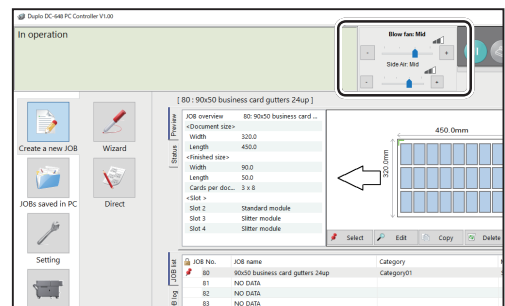 Duplo DC-648 PC Controller V1.00
In operation
Blow fan: Mid
-
+
Side Air: Mid
-
+
[ 80 : 90x50 business card gutters 24up ]
Create a new JOB
Wizard
JOBs saved in PC
Direct
Setting
Preview
Status
JOB overview 80: 90x50 business card ...
<Document size>
Width 320.0
Length 450.0
<Finished size>
Width 90.0
Length 50.0
Cards per doc... 3 x 8
<Slot >
Slot 2 Standard module
Slot 3 Slitter module
Slot 4 Slitter module
450.0mm
320.0mm
Select
Edit
Copy
Delete
JOB list
JOB log
JOB No. JOB name Category
80 90x50 business card gutters 24up Category01
81 NO DATA
82 NO DATA
83 NO DATA